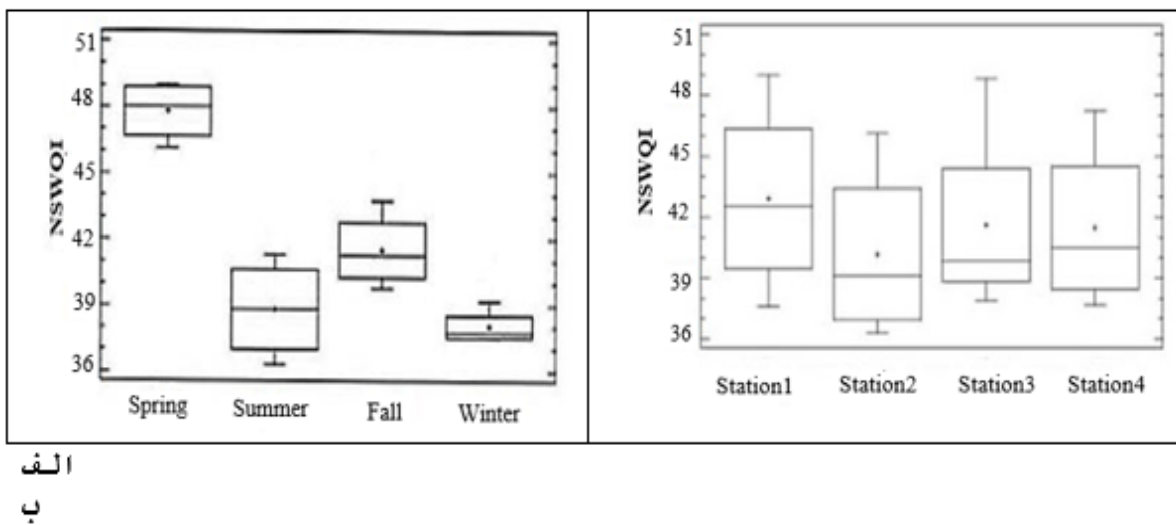 51
48
45
42
39
36
NSWQI
Spring Summer Fall Winter
51
48
45
42
39
36
NSWQI
Station1 Station2 Station3 Station4
الف
ب